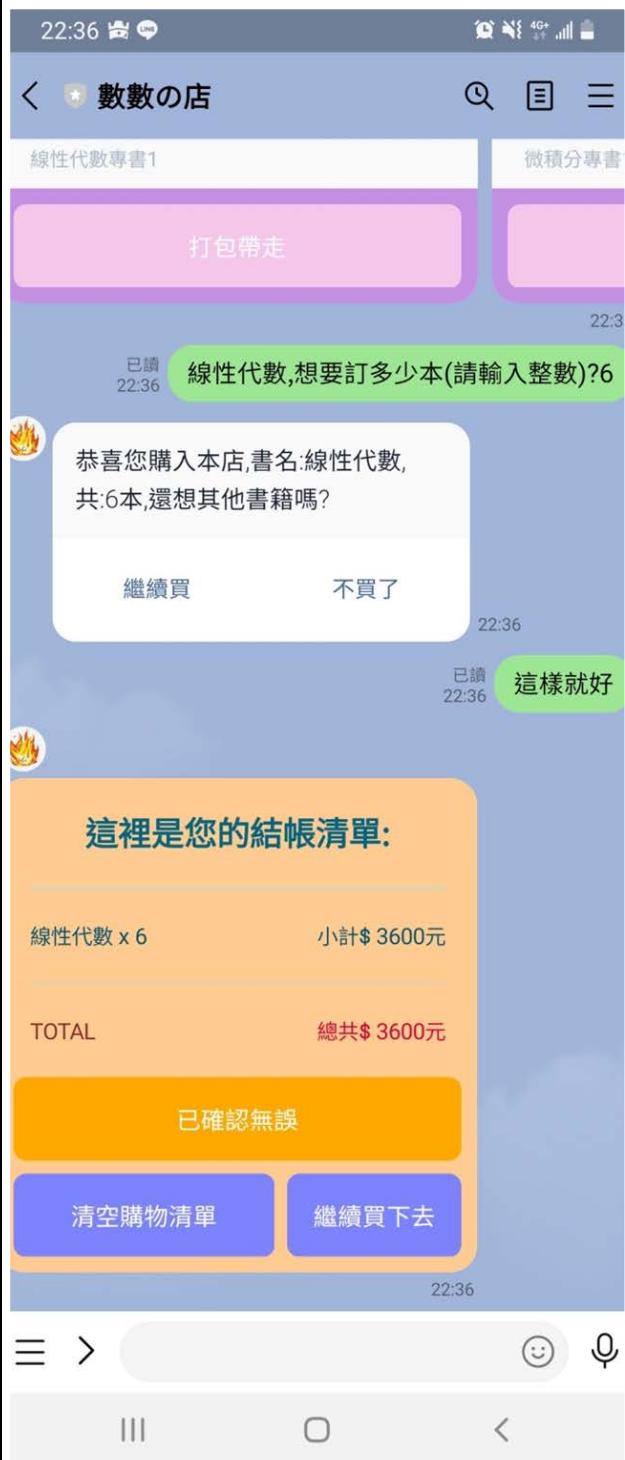 22:36
4G+
數數の店
線性代數專書1
微積分專書
打包帶走
22:3
已讀
22:36
線性代數,想要訂多少本(請輸入整數)?6
恭喜您購入本店,書名:線性代數,
共:6本,還想其他書籍嗎?
繼續買
不買了
22:36
已讀
22:36
這樣就好
這裡是您的結帳清單:
線性代數 x 6
小計$ 3600元
TOTAL
總共$ 3600元
已確認無誤
清空購物清單
繼續買下去
22:36